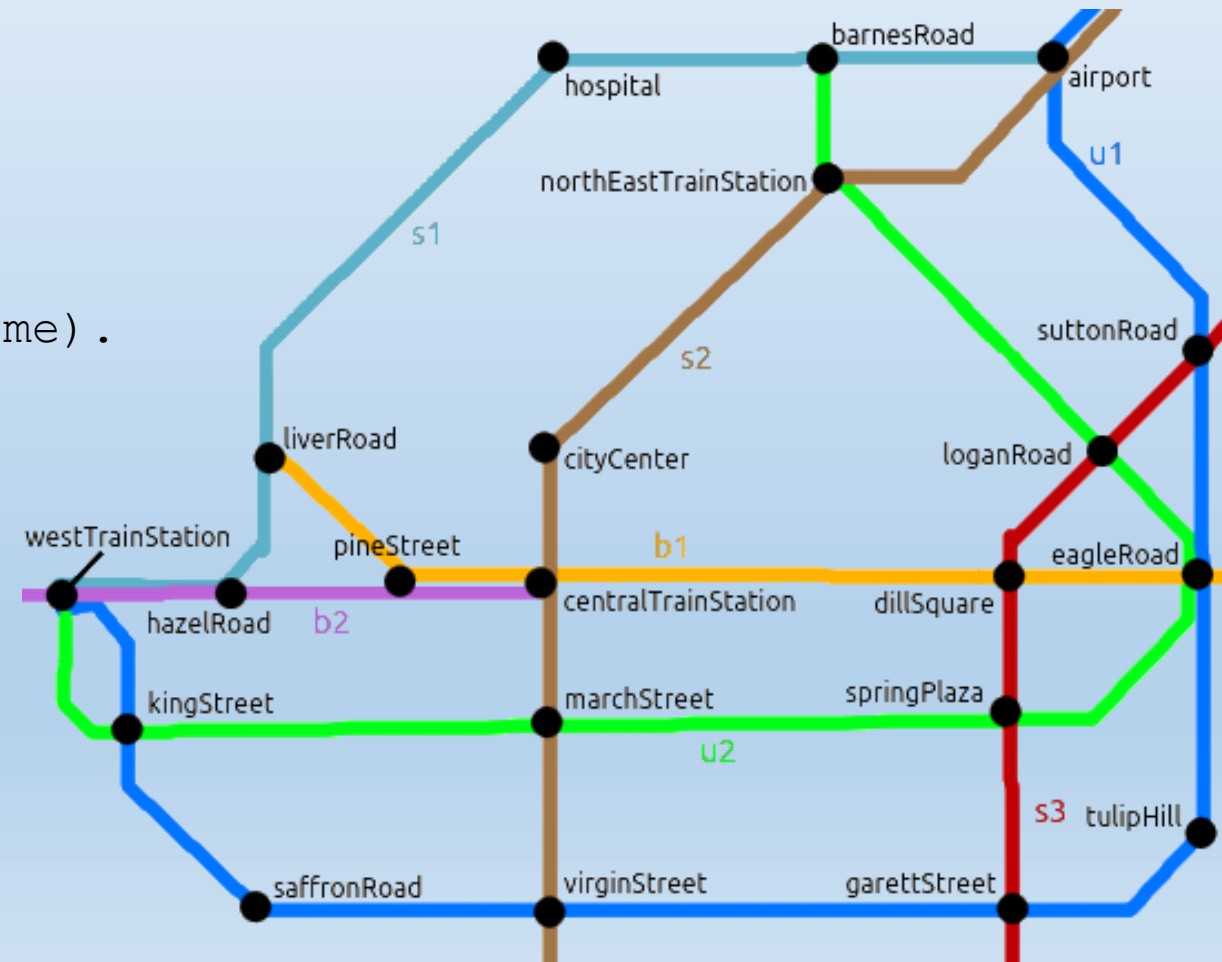 barnesRoad
hospital
airport
u1
northEastTrainStation
s1
me).
suttonRoad
s2
liverRoad
cityCenter
loganRoad
westTrainStation
pineStreet
b1
eagleRoad
centralTrainStation
dillSquare
hazelRoad
b2
kingStreet
marchStreet
springPlaza
u2
s3
tulipHill
saffronRoad
virginStreet
garettStreet